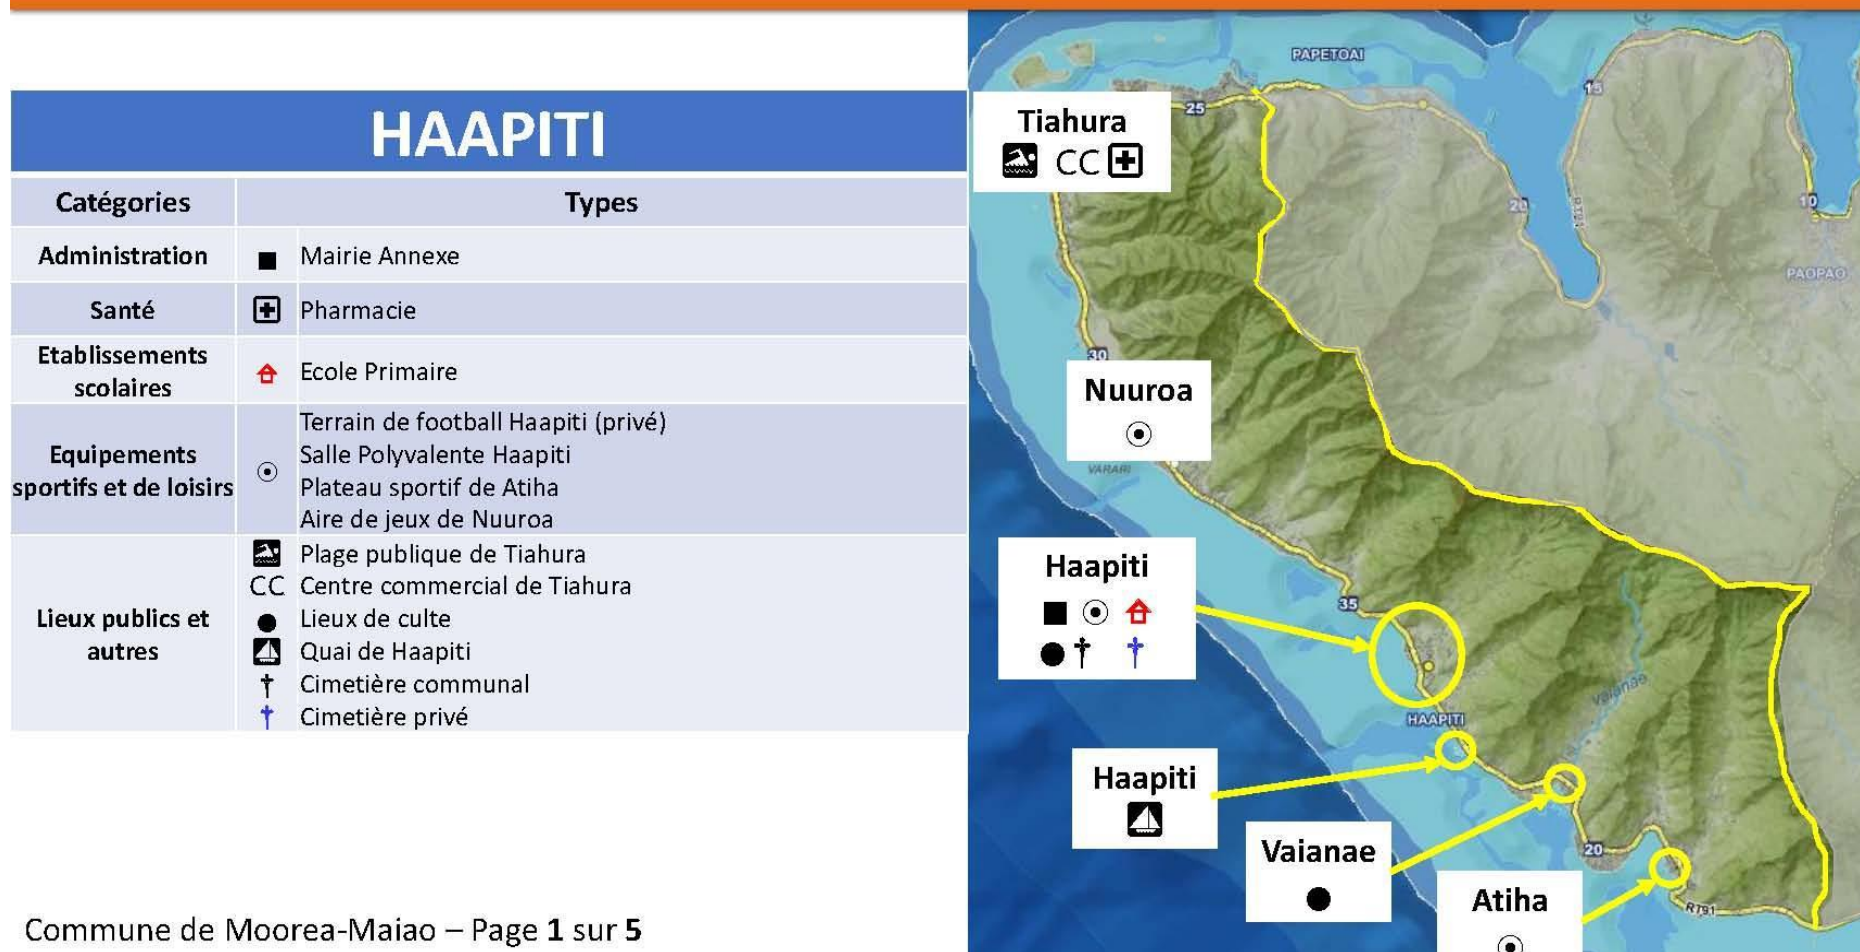 HAAPITI
Catégories Types
Administration ■ Mairie Annexe
Santé Pharmacie
Etablissements
scolaires
Ecole Primaire
Equipements
sportifs et de loisirs
Terrain de football Haapiti (privé)
Salle Polyvalente Haapiti
Plateau sportif de Atiha
Aire de jeux de Nuuroa
Lieux publics et
autres
Plage publique de Tiahura
CC Centre commercial de Tiahura
● Lieux de culte
Quai de Haapiti
† Cimetière communal
† Cimetière privé
Commune de Moorea-Maiao – Page 1 sur 5
PAPETOAI
15
25
Tiahura
CC
20
10
PAOPAO
30
Nuuroa
VARARI
Haapiti
35
Vaianae
HAAPITI
Haapiti
Vaianae
20
Atiha
R791